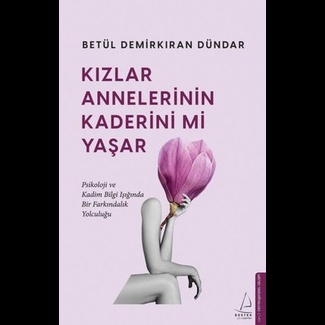 BETÜL DEMİRKIRAN DÜNDAR
KIZLAR
ANNELERİNİN
KADERİNİ Mİ
YAŞAR
Psikoloji ve
Kadim Bilgi Işığında
Bir Farkındalık
Yolculuğu
DESTEK